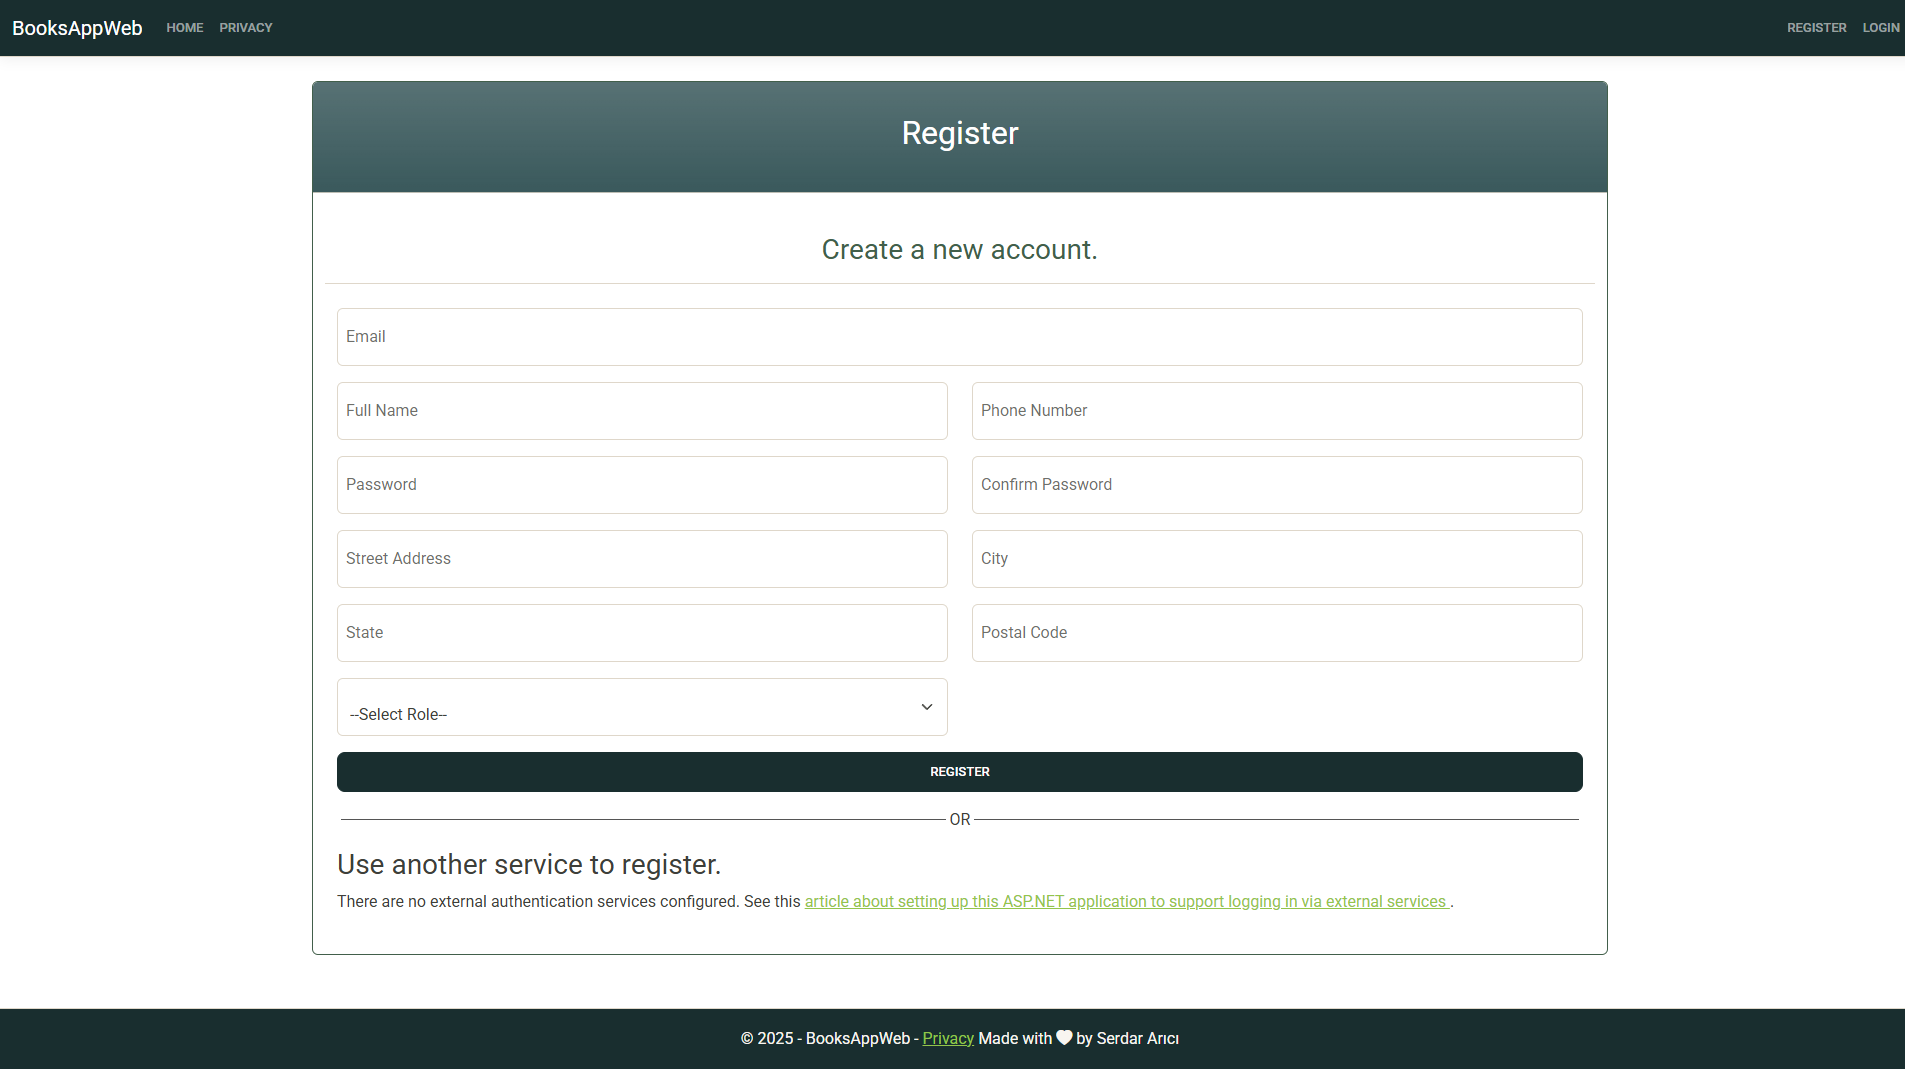 BooksAppWeb HOME PRIVACY REGISTER LOGIN
Register
Create a new account.
Email
Full Name Phone Number
Password Confirm Password
Street Address City
State Postal Code
--Select Role--
REGISTER
OR
Use another service to register.
There are no external authentication services configured. See this article about setting up this ASP.NET application to support logging in via external services .
© 2025 - BooksAppWeb - Privacy Made with by Serdar Arıcı